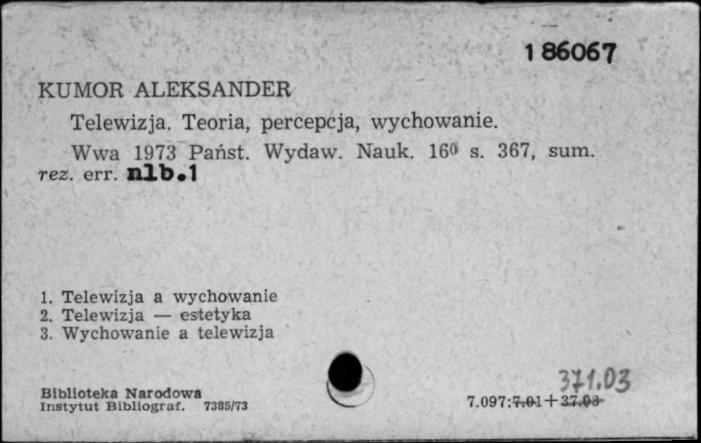 186067
KUMOR ALEKSANDER
Telewizja. Teoria, percepcja, wychowanie.
Wwa 1973 Państ. Wydaw. Nauk. 16⁰ s. 367, sum.
rez. err. nlb.1
1. Telewizja a wychowanie
2. Telewizja — estetyka
3. Wychowanie a telewizja
371.03
Biblioteka Narodowa
Instytut Bibliograf. 7385/73
7.097:7.01+37.03